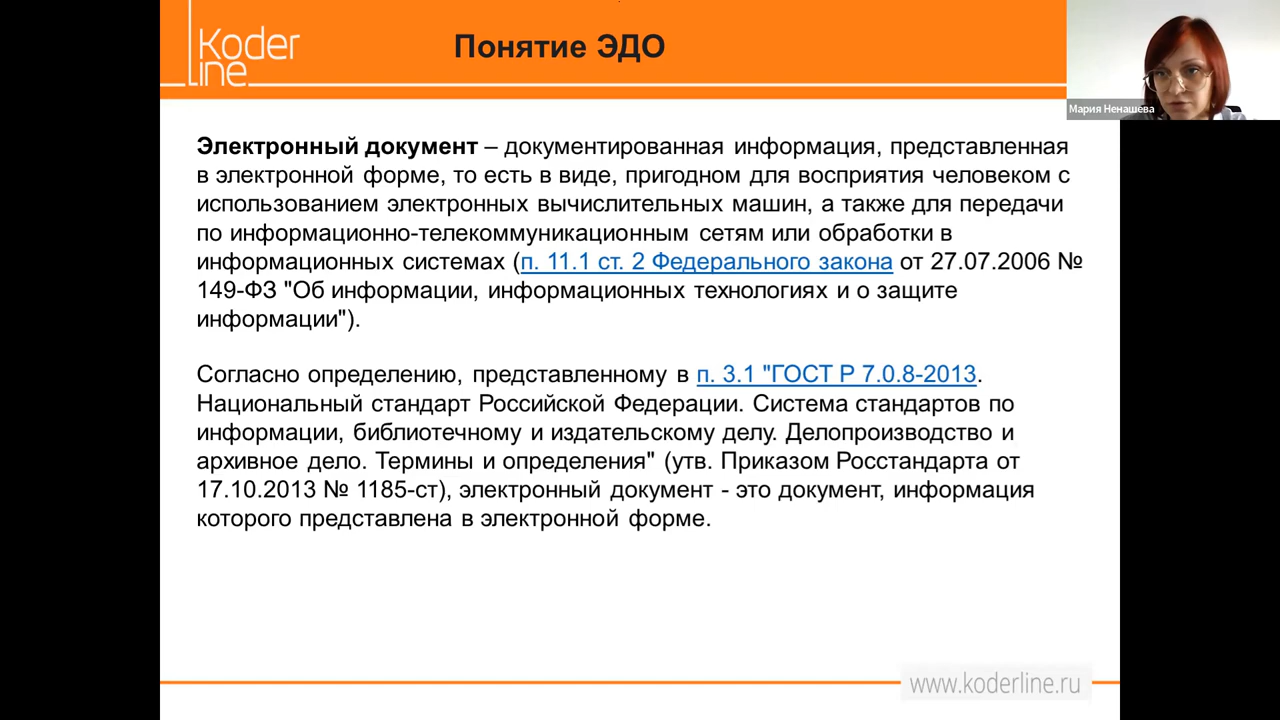 Koder
line
Понятие ЭДО
Мария Ненашева
Электронный документ – документированная информация, представленная
в электронной форме, то есть в виде, пригодном для восприятия человеком с
использованием электронных вычислительных машин, а также для передачи
по информационно-телекоммуникационным сетям или обработки в
информационных системах (п. 11.1 ст. 2 Федерального закона от 27.07.2006 №
149-ФЗ "Об информации, информационных технологиях и о защите
информации").
Согласно определению, представленному в п. 3.1 "ГОСТ Р 7.0.8-2013.
Национальный стандарт Российской Федерации. Система стандартов по
информации, библиотечному и издательскому делу. Делопроизводство и
архивное дело. Термины и определения" (утв. Приказом Росстандарта от
17.10.2013 № 1185-ст), электронный документ - это документ, информация
которого представлена в электронной форме.
www.koderline.ru